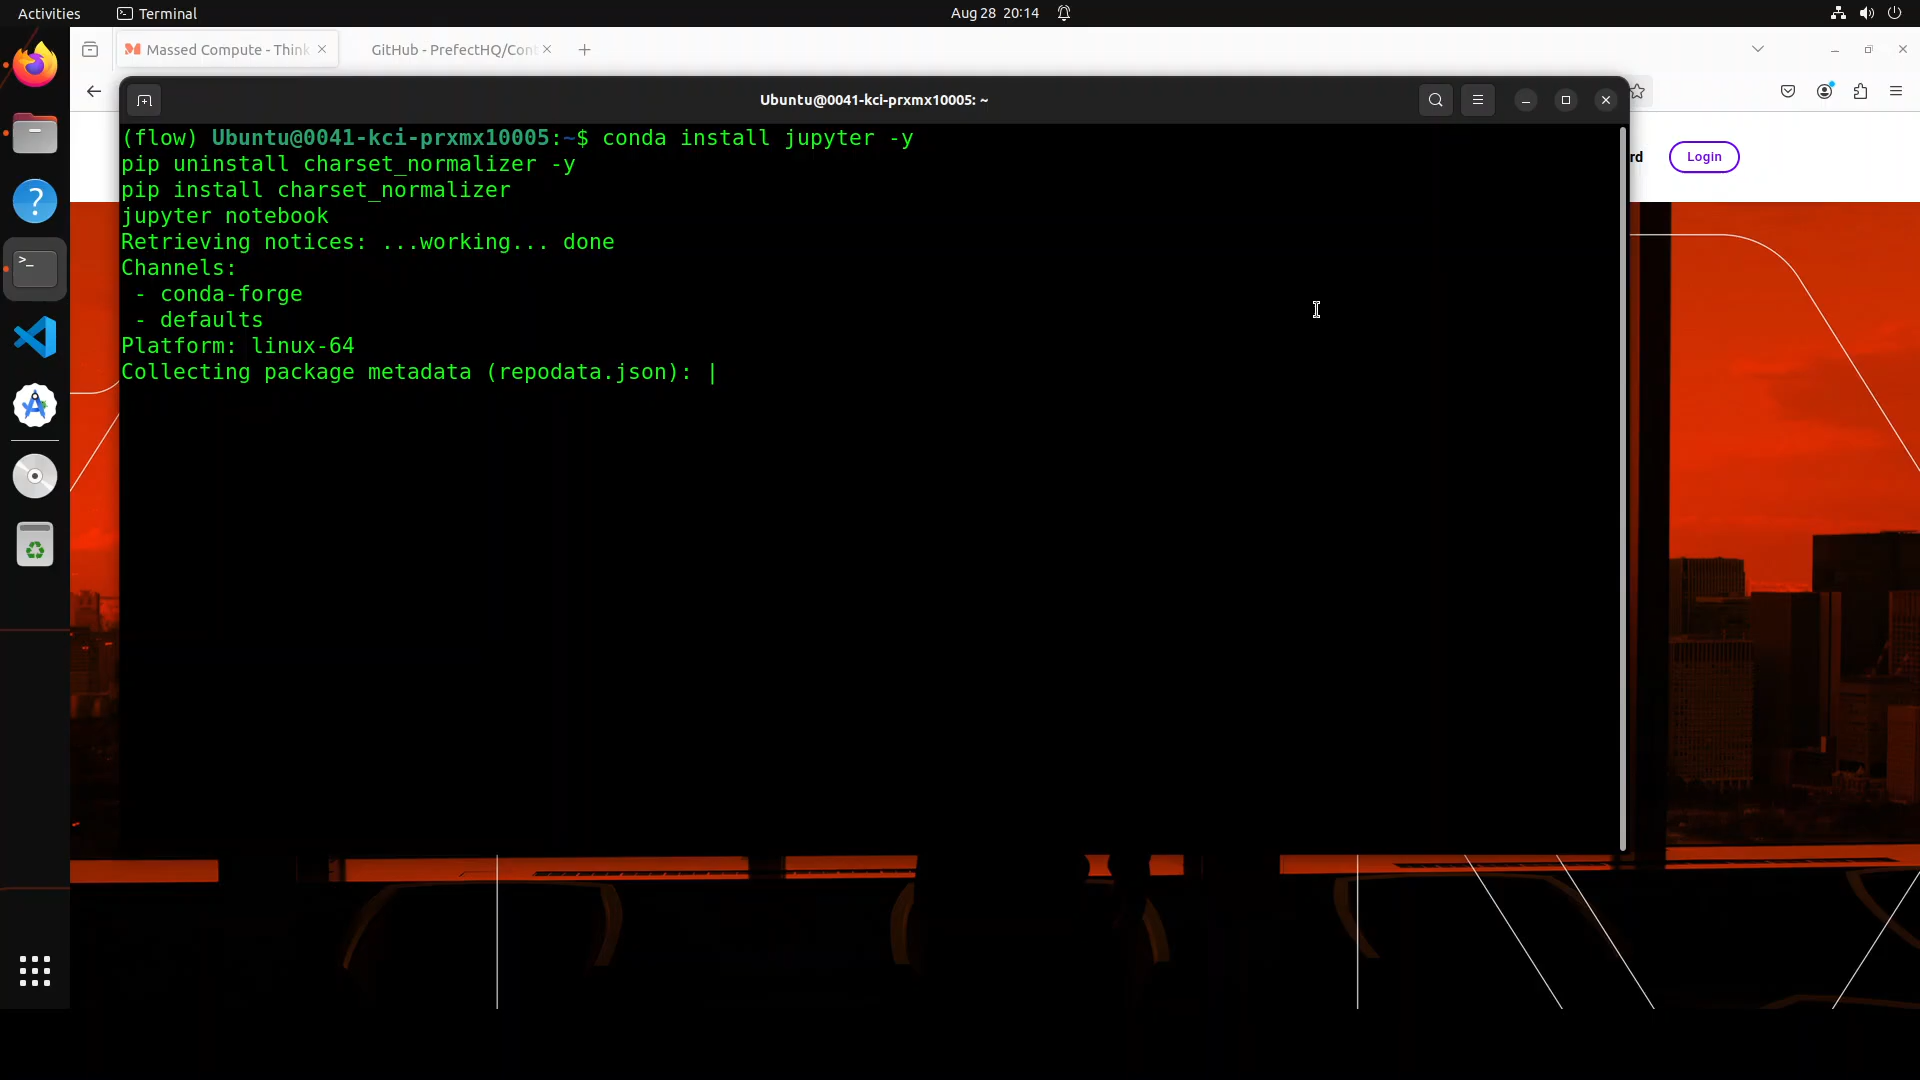 Activities
Terminal
Aug 28 20:14
Massed Compute - Think
GitHub - PrefectHQ/Cont
Ubuntu@0041-kci-prxmx10005: ~
(flow) Ubuntu@0041-kci-prxmx10005:~$ conda install jupyter -y
pip uninstall charset_normalizer -y
pip install charset_normalizer
jupyter notebook
Retrieving notices: ...working... done
Channels:
- conda-forge
- defaults
Platform: linux-64
Collecting package metadata (repodata.json): |
rd
Login